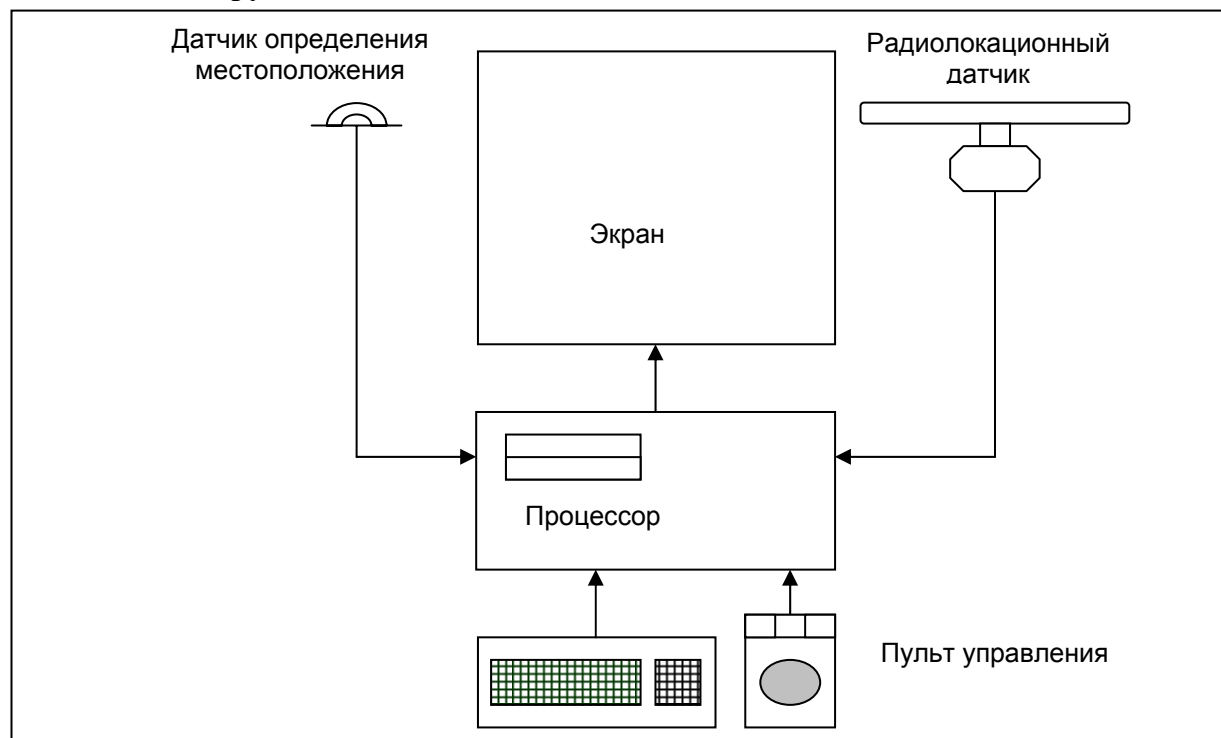 Датчик определения
местоположения
Радиолокационный
датчик
Экран
Процессор
Пульт управления